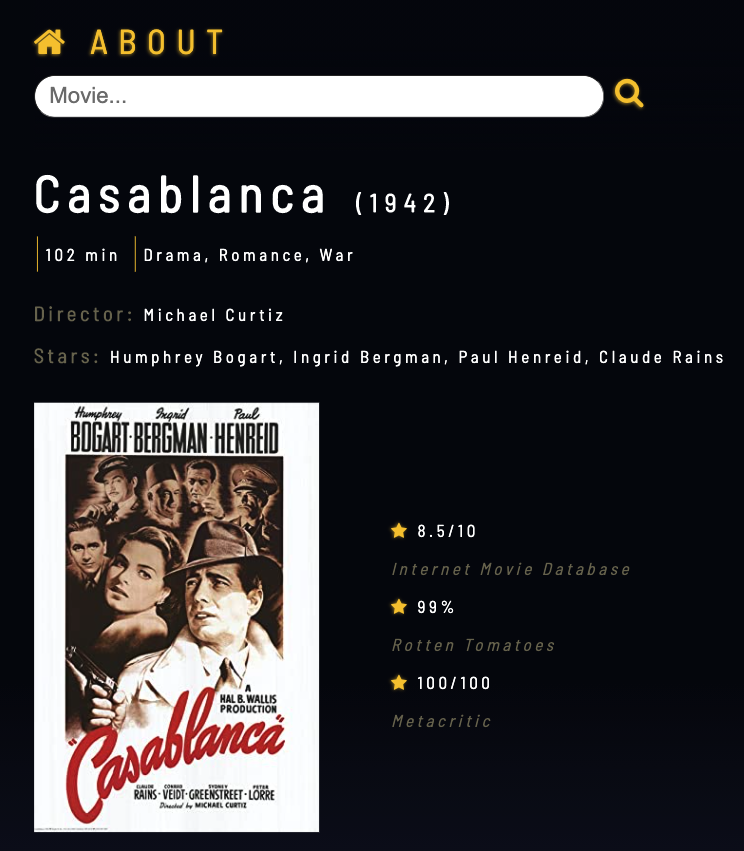 ABOUT
Movie...
Casablanca (1942)
102 min Drama, Romance, War
Director: Michael Curtiz
Stars: Humphrey Bogart, Ingrid Bergman, Paul Henreid, Claude Rains
Humphrey Ingrid Paul
BOGART · BERGMAN · HENREID
A
HAL B. WALLIS
PRODUCTION
"Casablanca"
CLAUDE CONRAD SYDNEY PETER
RAINS · VEIDT · GREENSTREET · LORRE
Directed by MICHAEL CURTIZ
8.5/10
Internet Movie Database
99%
Rotten Tomatoes
100/100
Metacritic